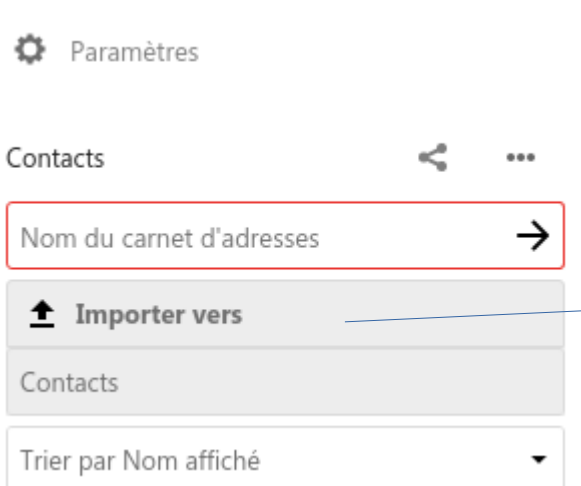 Paramètres
Contacts
Nom du carnet d'adresses
Importer vers
Contacts
Trier par Nom affiché